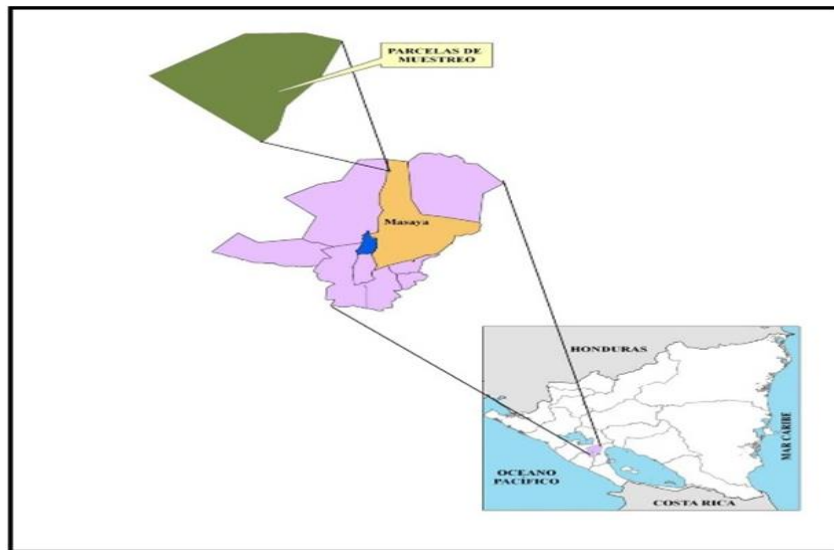 PARCELAS DE
MUESTREO
Masaya
HONDURAS
MAR CARIBE
OCEANO
PACÍFICO
COSTA RICA